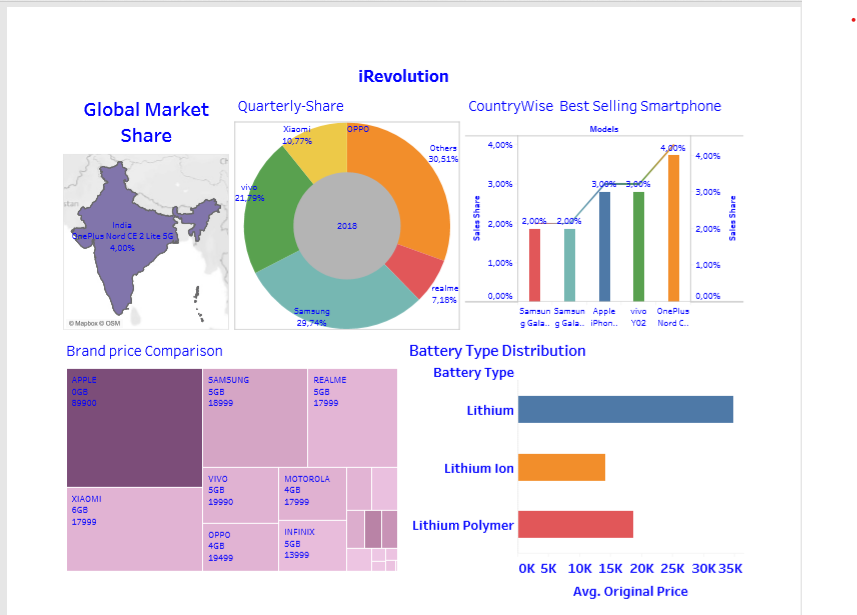 iRevolution
Global Market
Share
India
OnePlus Nord CE 2 Lite 5G
4,00%
© Mapbox © OSM
Quarterly-Share
Xiaomi
10,77%
OPPO
Others
30,51%
vivo
21,79%
2018
realme
7,18%
Samsung
29,74%
CountryWise Best Selling Smartphone
Models
4,00%
3,00%
2,00%
1,00%
0,00%
Sales Share
2,00%
2,00%
3,00%
3,00%
4,00%
4,00%
3,00%
2,00%
1,00%
0,00%
Sales Share
Samsun
g Gala..
Samsun
g Gala..
Apple
iPhon..
vivo
Y02
OnePlus
Nord C..
Brand price Comparison
APPLE
0GB
89900
SAMSUNG
5GB
18999
REALME
5GB
17999
XIAOMI
6GB
17999
VIVO
5GB
19990
MOTOROLA
4GB
17999
OPPO
4GB
19499
INFINIX
5GB
13999
Battery Type Distribution
Battery Type
Lithium
Lithium Ion
Lithium Polymer
0K 5K 10K 15K 20K 25K 30K 35K
Avg. Original Price